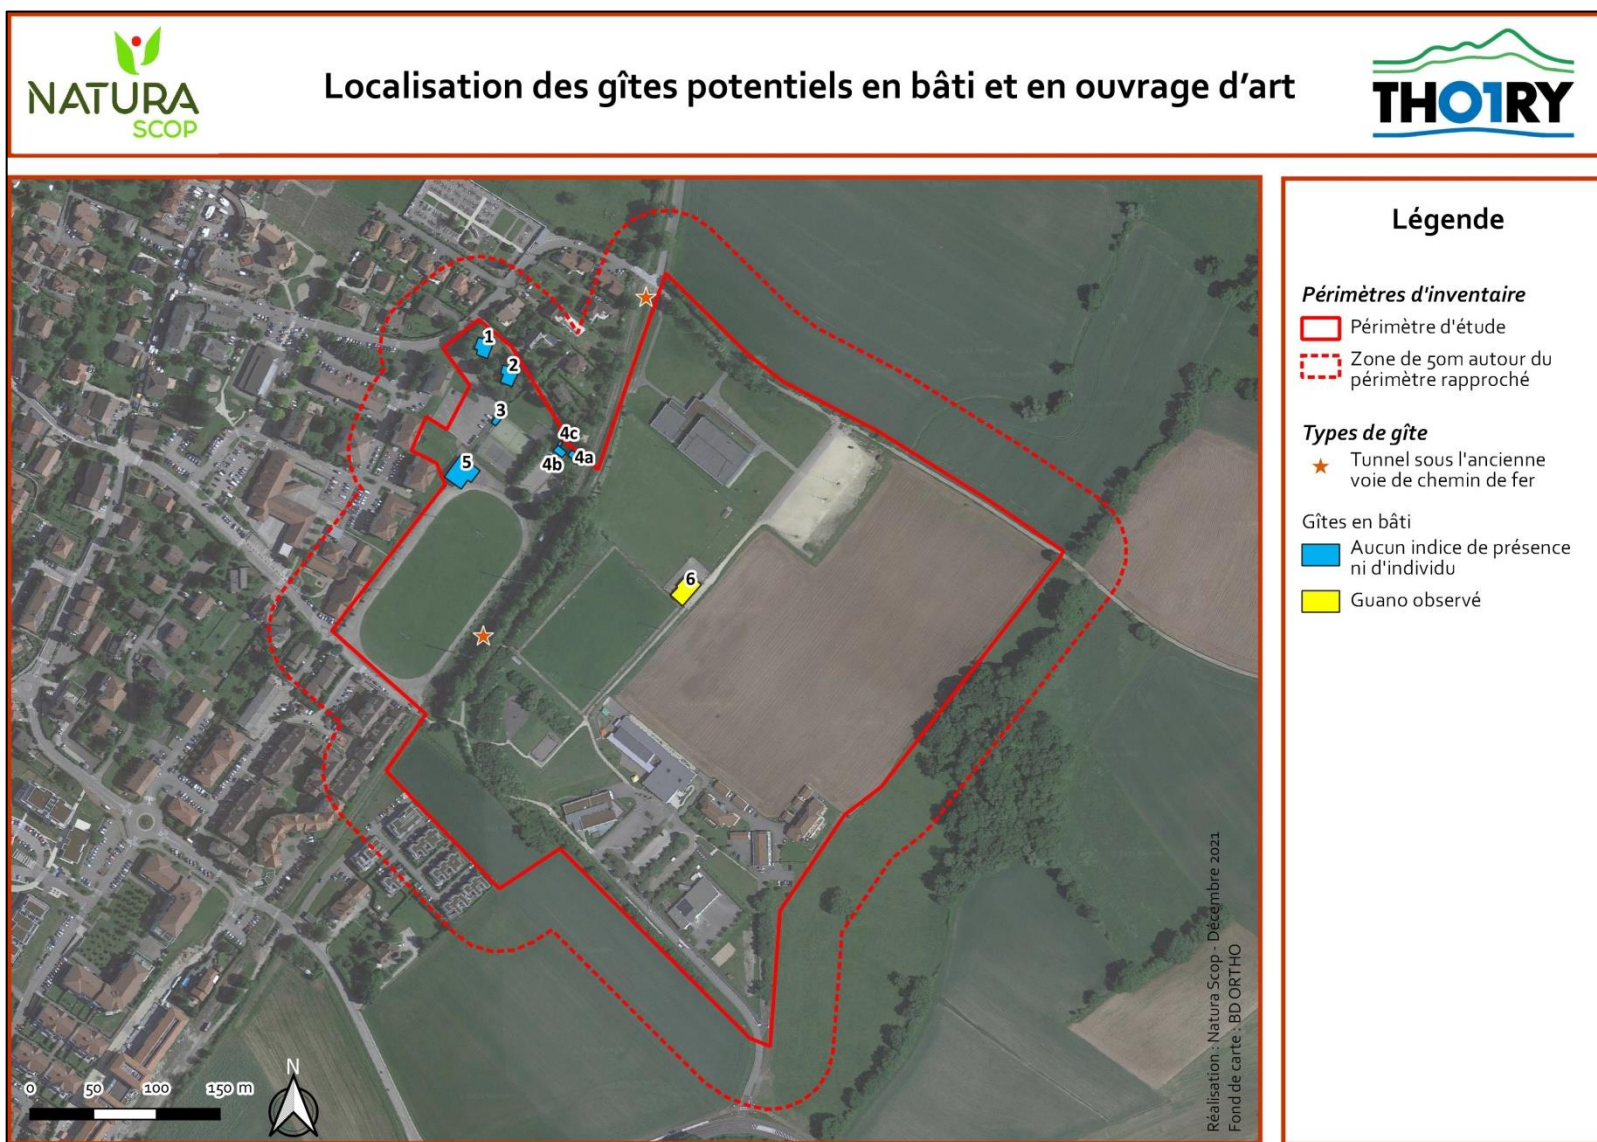 NATURA
SCOP
Localisation des gîtes potentiels en bâti et en ouvrage d'art
THO1RY
1
2
3
4c
4b
4a
5
6
N
0 50 100 150 m
Réalisation : Natura Scop - Décembre 2021
Fond de carte : BD ORTHO
Légende
Périmètres d'inventaire
Périmètre d'étude
Zone de 50m autour du
périmètre rapproché
Types de gîte
Tunnel sous l'ancienne
voie de chemin de fer
Gîtes en bâti
Aucun indice de présence
ni d'individu
Guano observé